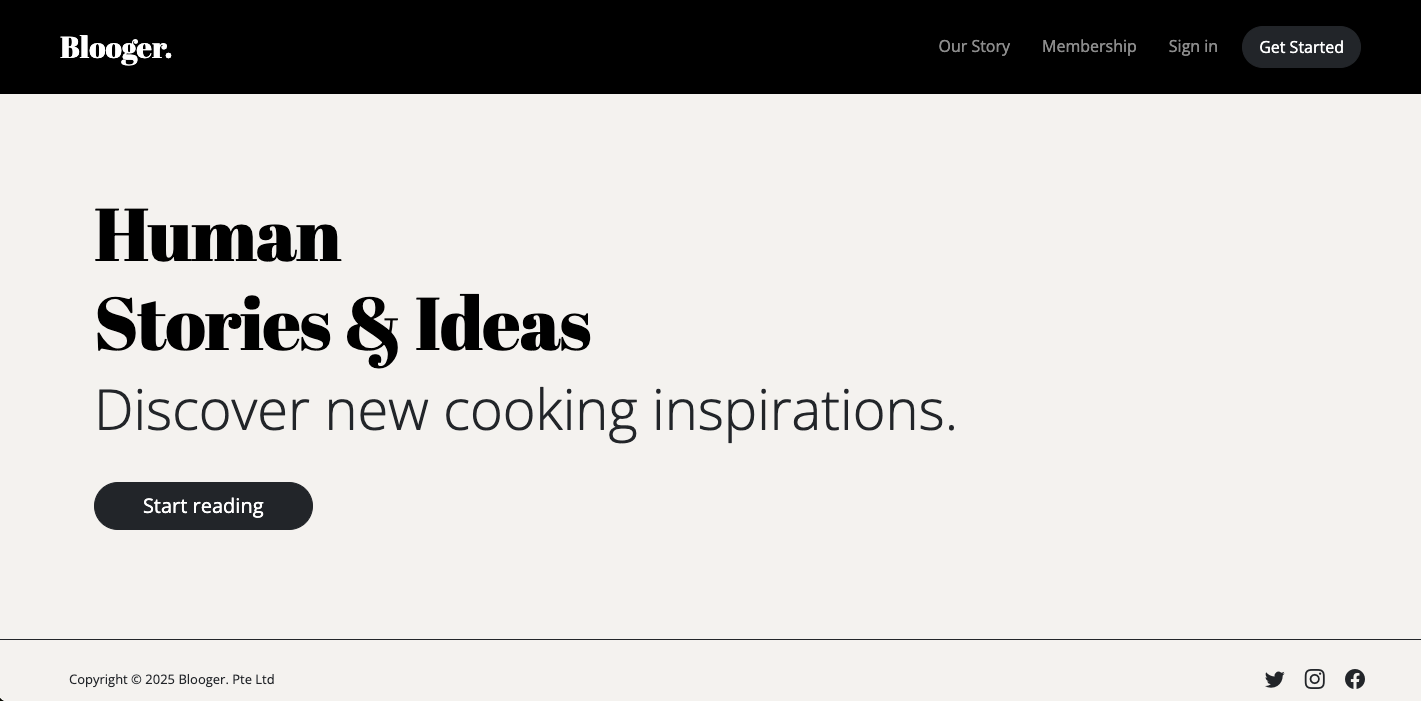 Blooger.
Our Story Membership Sign in Get Started
Human
Stories & Ideas
Discover new cooking inspirations.
Start reading
Copyright © 2025 Blooger. Pte Ltd